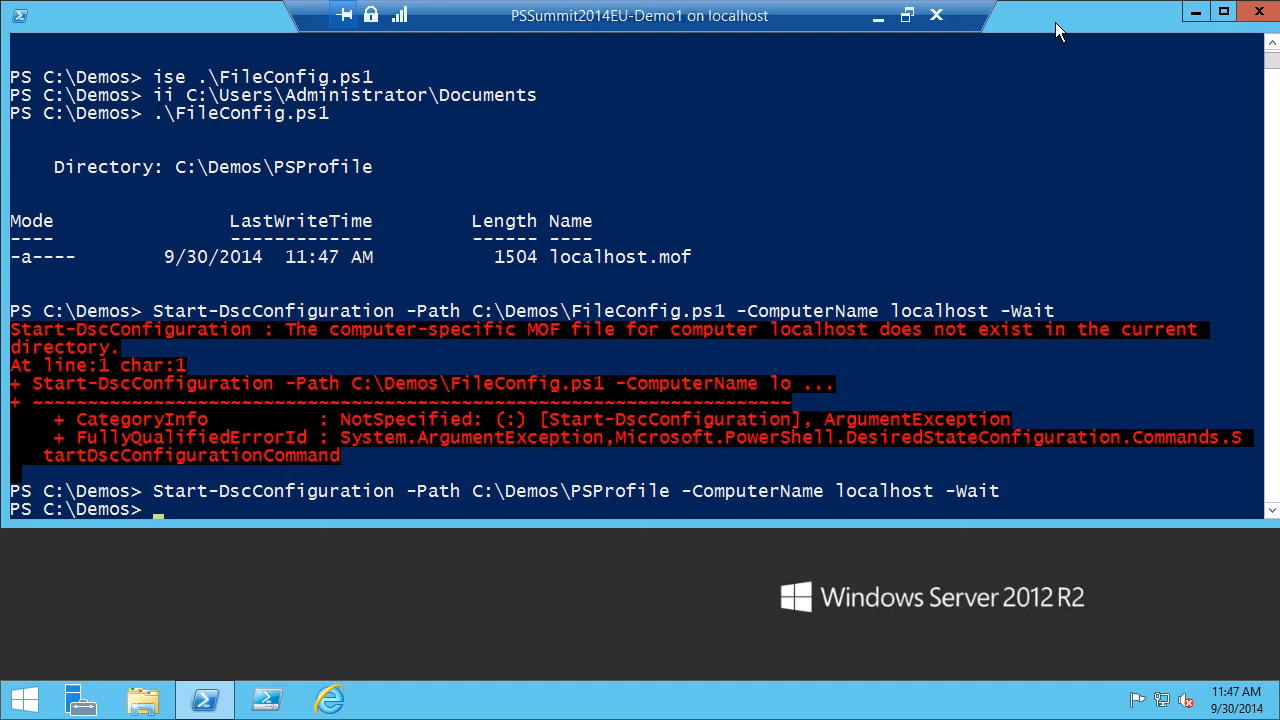 PSSummit2014EU-Demo1 on localhost
PS C:\Demos> ise .\FileConfig.ps1
PS C:\Demos> ii C:\Users\Administrator\Documents
PS C:\Demos> .\FileConfig.ps1
Directory: C:\Demos\PSProfile
Mode LastWriteTime Length Name
---- ------------- ------ ----
-a---- 9/30/2014 11:47 AM 1504 localhost.mof
PS C:\Demos> Start-DscConfiguration -Path C:\Demos\FileConfig.ps1 -ComputerName localhost -Wait
Start-DscConfiguration : The computer-specific MOF file for computer localhost does not exist in the current
directory.
At line:1 char:1
+ Start-DscConfiguration -Path C:\Demos\FileConfig.ps1 -ComputerName lo ...
+ ~~~~~~~~~~~~~~~~~~~~~~~~~~~~~~~~~~~~~~~~~~~~~~~~~~~~~~~~~~~~~~~~~~~~~
+ CategoryInfo : NotSpecified: (:) [Start-DscConfiguration], ArgumentException
+ FullyQualifiedErrorId : System.ArgumentException,Microsoft.PowerShell.DesiredStateConfiguration.Commands.S
tartDscConfigurationCommand
PS C:\Demos> Start-DscConfiguration -Path C:\Demos\PSProfile -ComputerName localhost -Wait
PS C:\Demos>
Windows Server 2012 R2
11:47 AM
9/30/2014